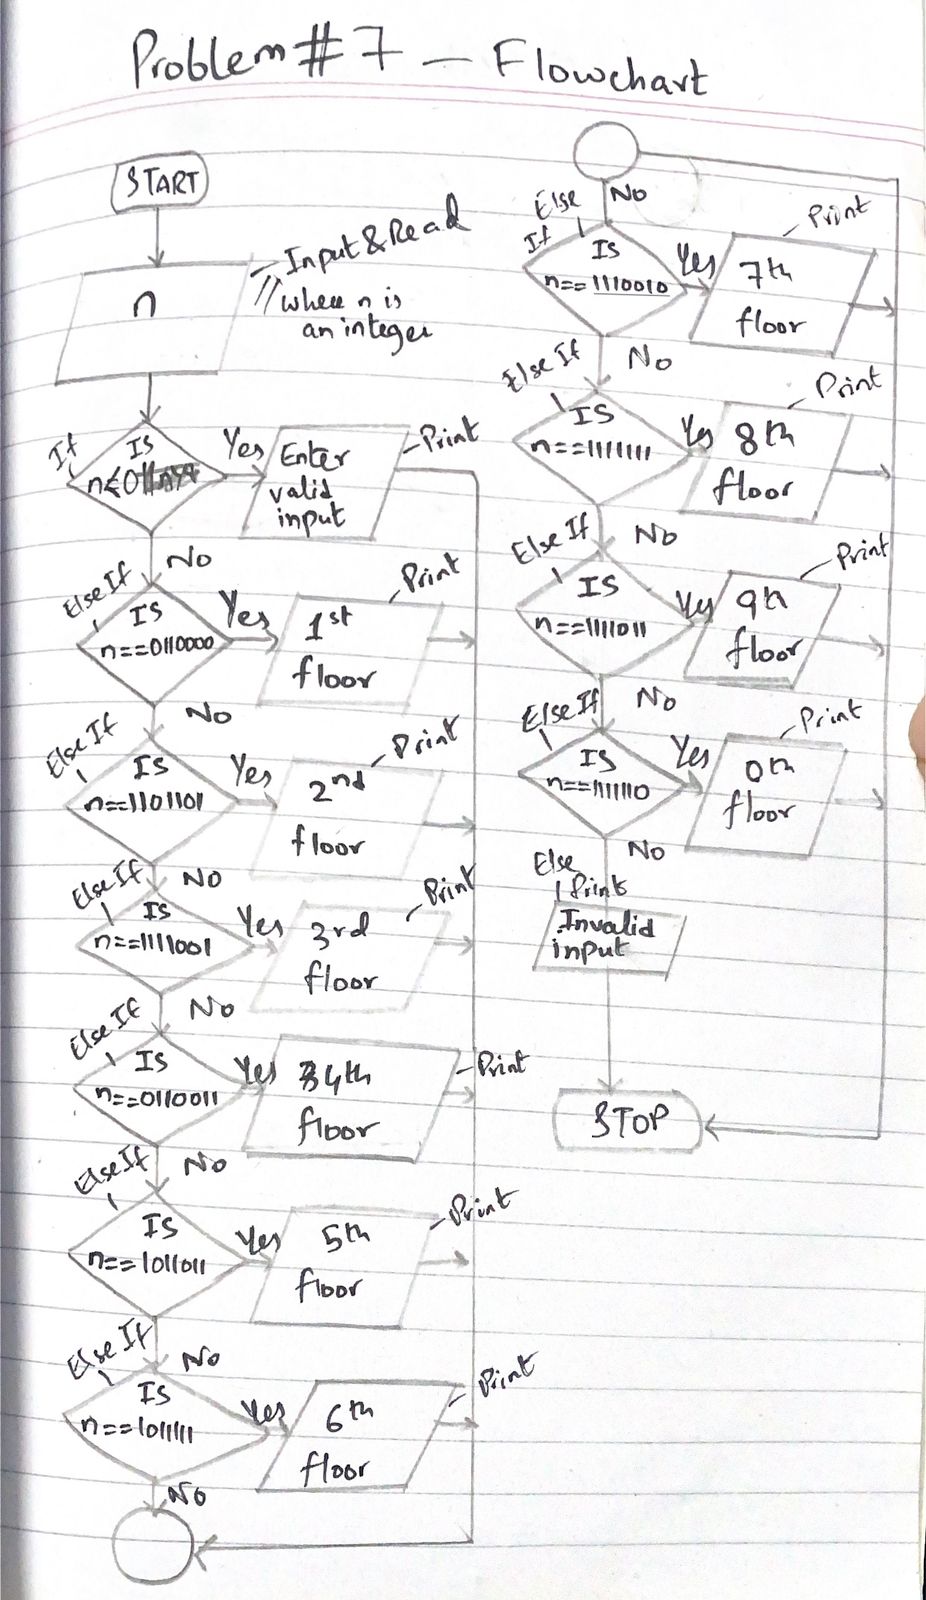 Problem # 7 — Flowchart
START
n
Input & Read
// where n is
an integer
If
Is
Yes
Enter
valid
input
Print
No
Else If
IS
n==0110000
Yes
1st
floor
Print
No
Else If
IS
n==1101101
Yes
2nd
floor
Print
No
Else If
IS
n==1111001
Yes
3rd
floor
Print
No
Else If
IS
n==0110011
Yes
4th
floor
Print
No
Else If
IS
n==1011011
Yes
5th
floor
Print
No
Else If
IS
n==1011111
Yes
6th
floor
Print
No
No
Else
If
Is
n==1110010
Yes
7th
floor
Print
No
Else If
IS
n==1111111
Yes
8th
floor
Print
No
Else If
IS
n==1111011
Yes
9th
floor
Print
No
Else If
IS
n==1111110
Yes
0th
floor
Print
No
Else
Print
Invalid
input
STOP